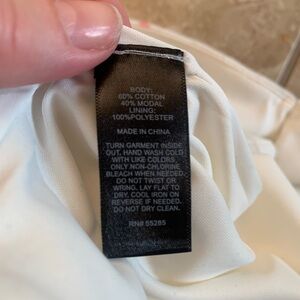 BODY:
60% COTTON
40% MODAL
LINING:
100%POLYESTER
MADE IN CHINA
TURN GARMENT INSIDE
OUT. HAND WASH COLD
WITH LIKE COLORS
ONLY NON-CHLORINE
BLEACH WHEN NEEDED.
DO NOT TWIST OR
WRING. LAY FLAT TO
DRY. COOL IRON ON
REVERSE IF NEEDED.
DO NOT DRY CLEAN.
RN# 55285